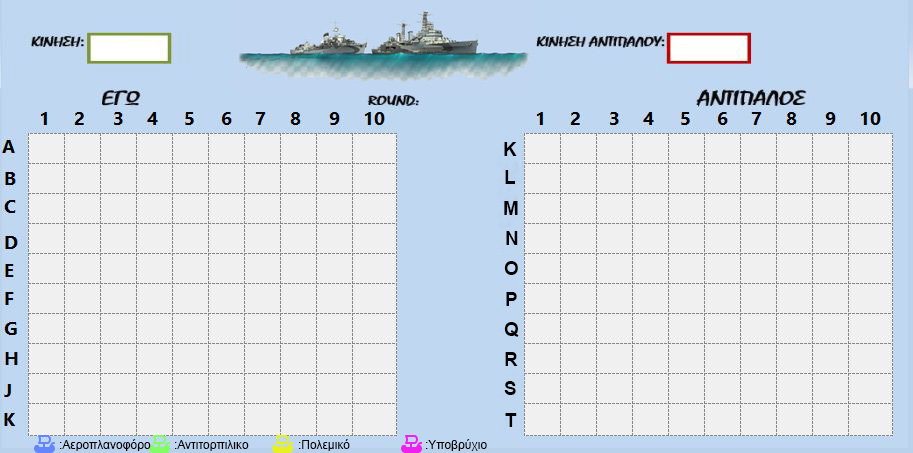 ΚΙΝΗΣΗ:
ΚΙΝΗΣΗ ΑΝΤΙΠΑΛΟΥ:
ΕΓΩ
ROUND:
ΑΝΤΙΠΑΛΟΣ
1 2 3 4 5 6 7 8 9 10
1 2 3 4 5 6 7 8 9 10
A
B
C
D
E
F
G
H
J
K
K
L
M
N
O
P
Q
R
S
T
:Αεροπλανοφόρο :Αντιτορπιλικο :Πολεμικό :Υποβρύχιο